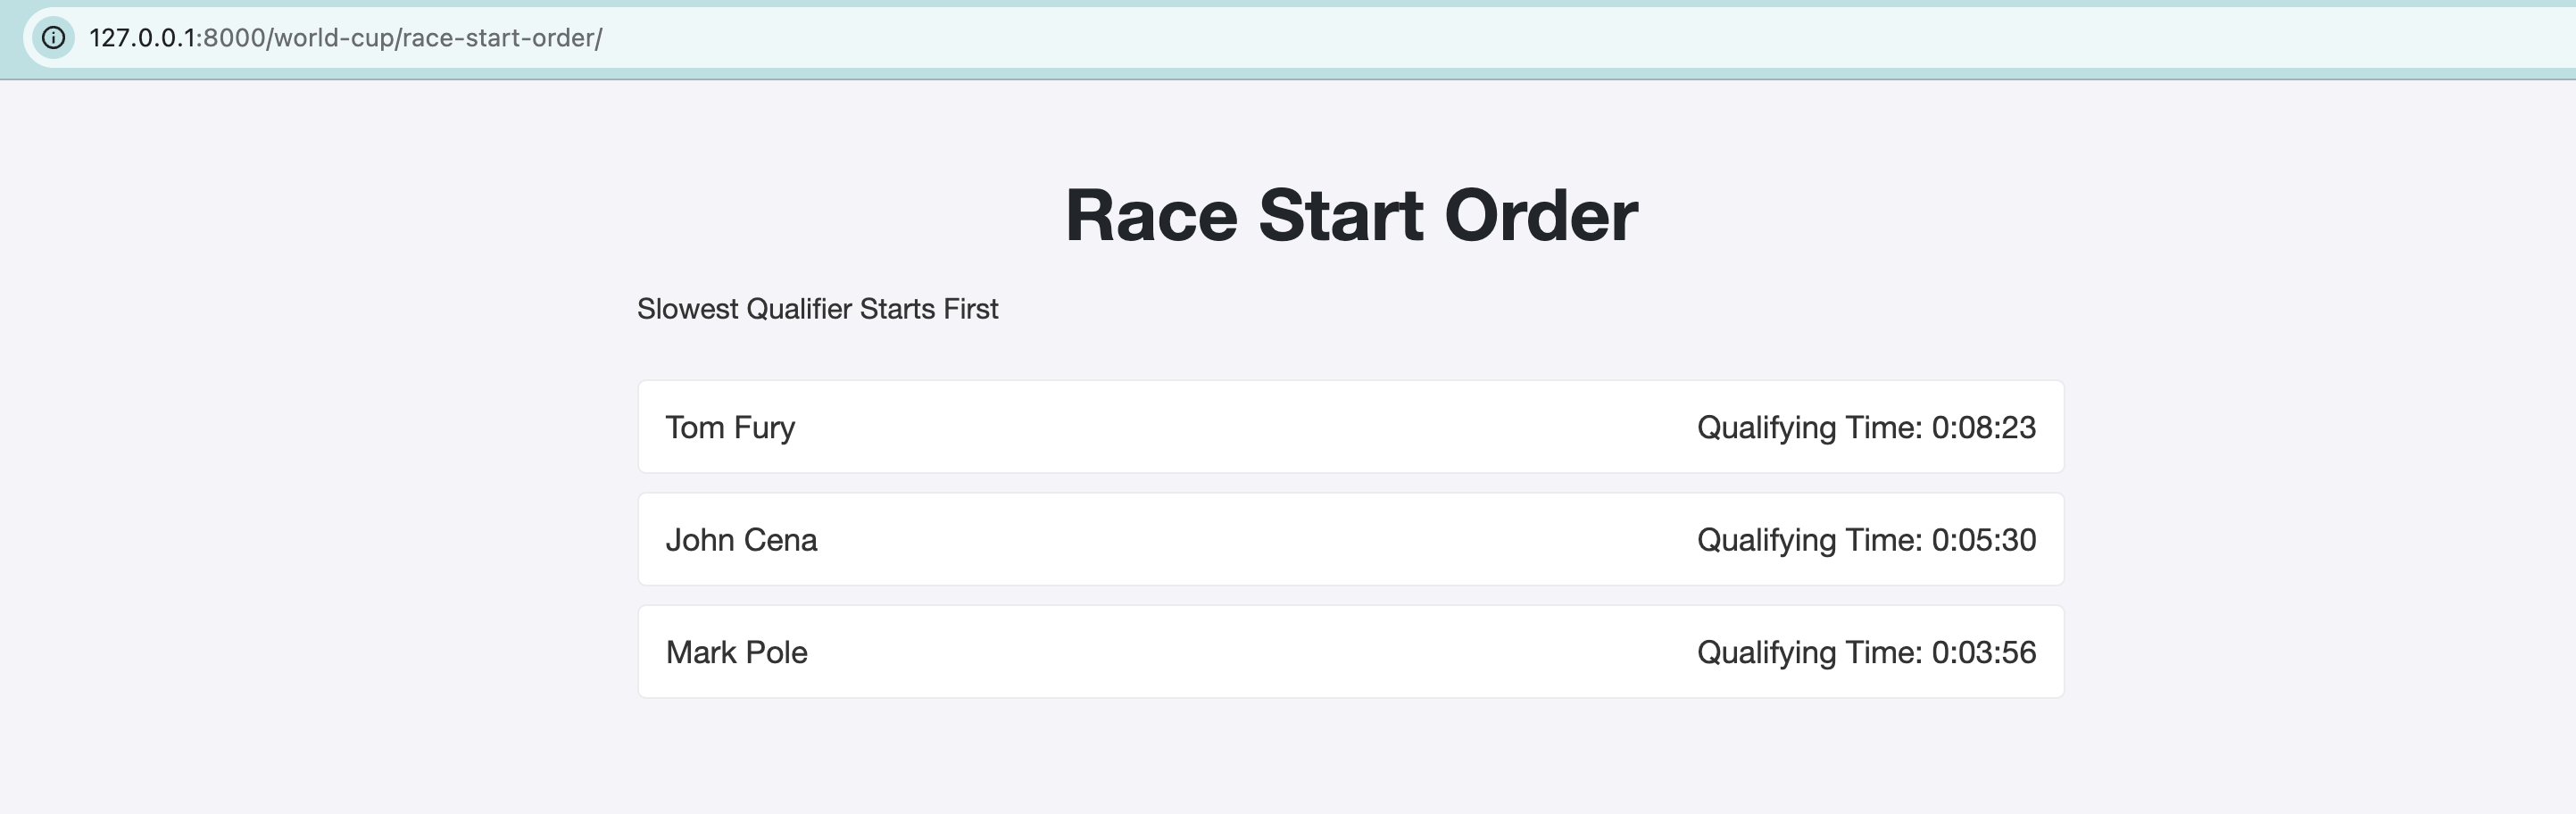 127.0.0.1:8000/world-cup/race-start-order/
Race Start Order
Slowest Qualifier Starts First
Tom Fury Qualifying Time: 0:08:23
John Cena Qualifying Time: 0:05:30
Mark Pole Qualifying Time: 0:03:56